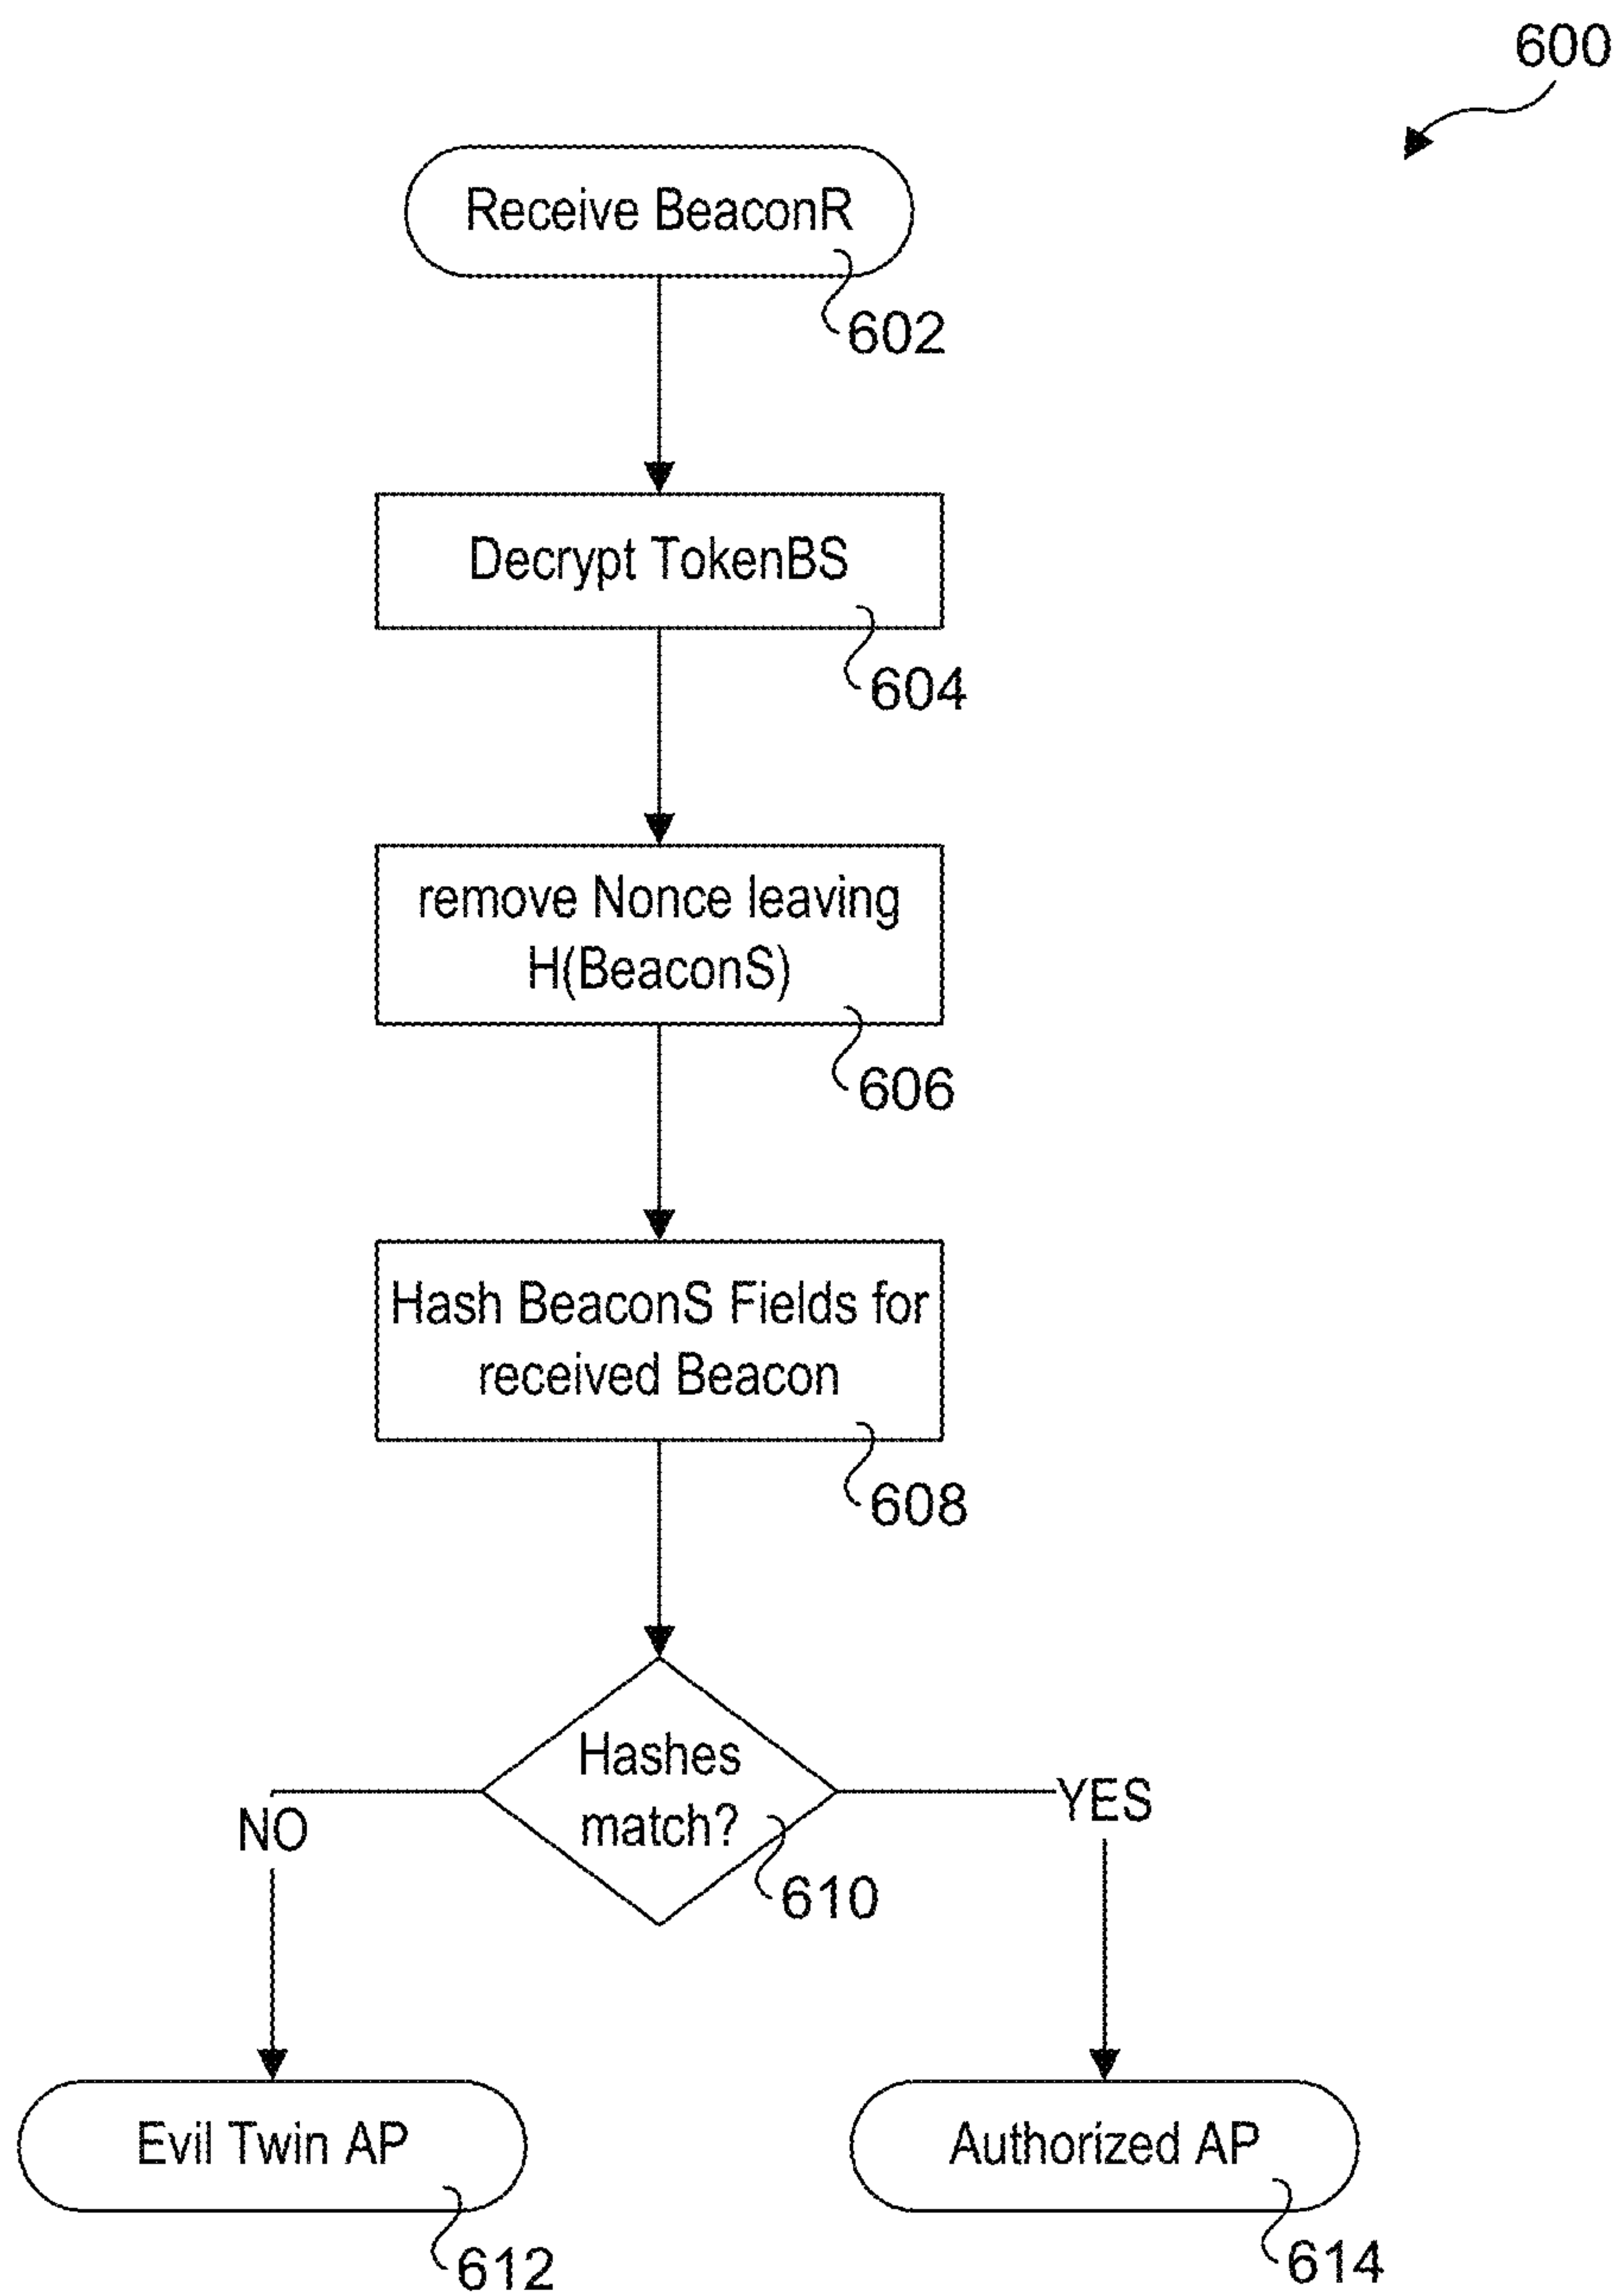 600
Receive BeaconR
602
Decrypt TokenBS
604
remove Nonce leaving
H(BeaconS)
606
Hash BeaconS Fields for
received Beacon
608
Hashes
match?
610
NO
YES
Evil Twin AP
612
Authorized AP
614